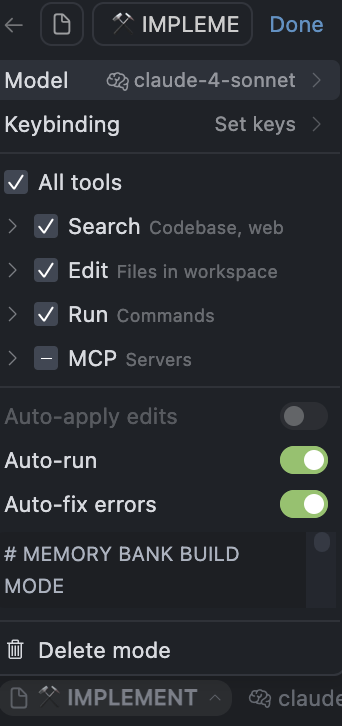 IMPLEME
Done
Model claude-4-sonnet
Keybinding Set keys
All tools
Search Codebase, web
Edit Files in workspace
Run Commands
MCP Servers
Auto-apply edits
Auto-run
Auto-fix errors
# MEMORY BANK BUILD
MODE
Delete mode
IMPLEMENT claude